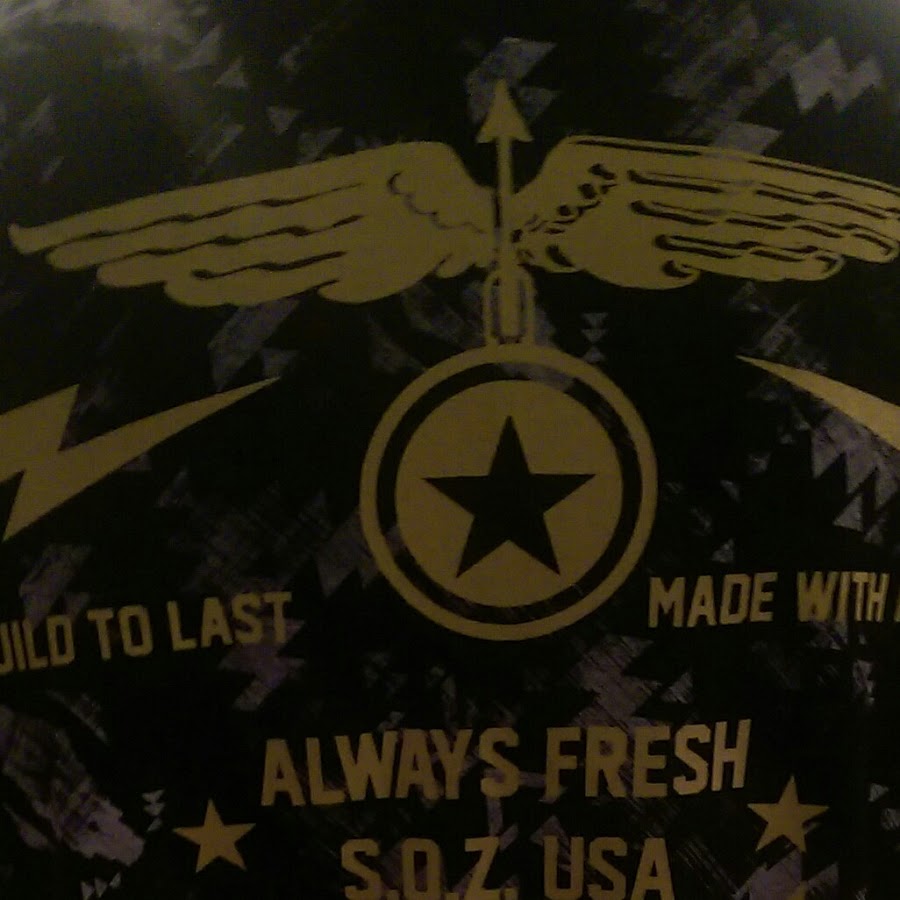 UILD TO LAST
MADE WITH
ALWAYS FRESH
S.O.Z. USA